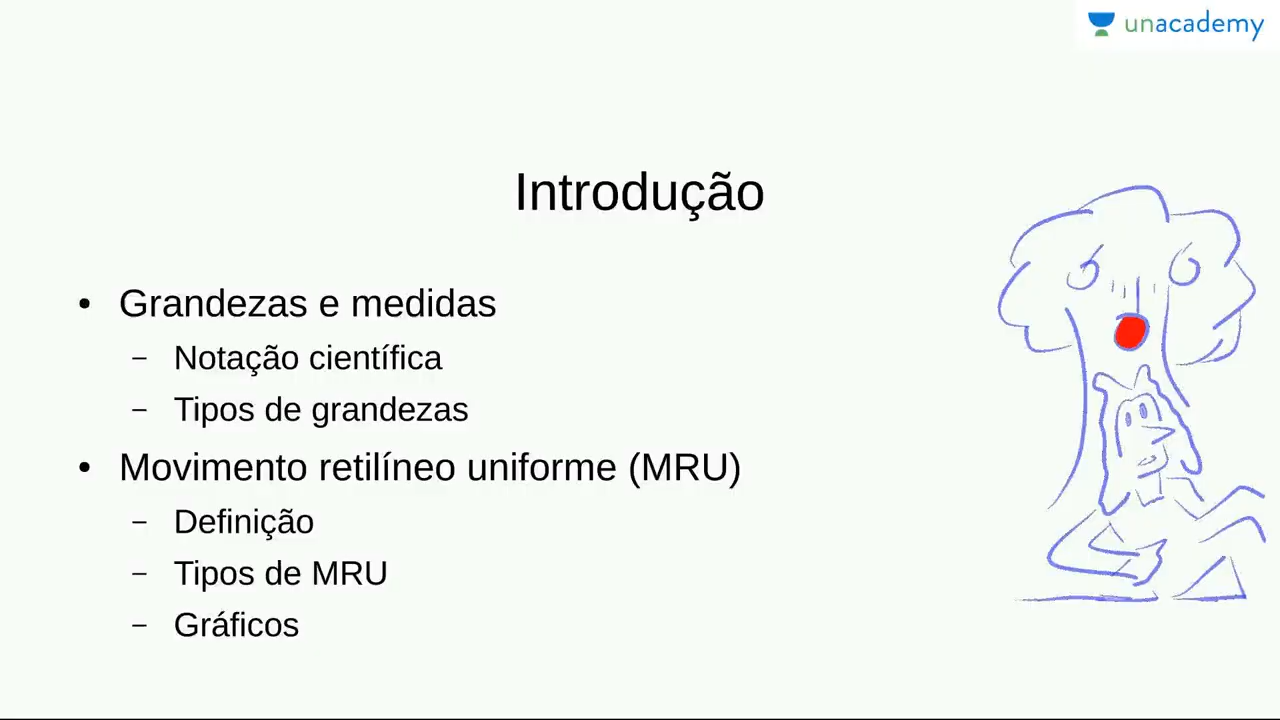 unacademy
Introdução
• Grandezas e medidas
– Notação científica
– Tipos de grandezas
• Movimento retilíneo uniforme (MRU)
– Definição
– Tipos de MRU
– Gráficos